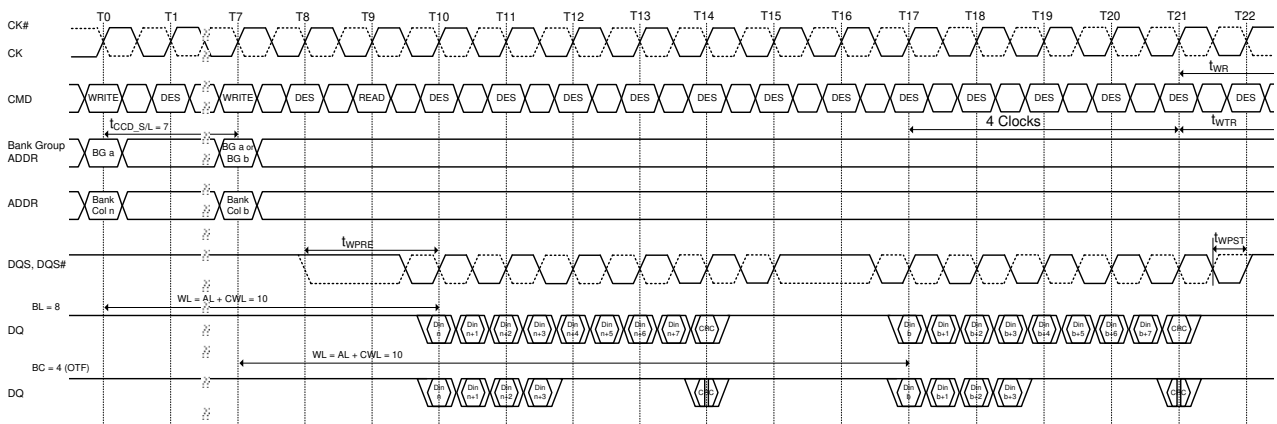 T0 T1 T7 T8 T9 T10 T11 T12 T13 T14 T15 T16 T17 T18 T19 T20 T21 T22
CK#
CK
tWR
CMD WRITE DES WRITE DES READ DES DES DES DES DES DES DES DES DES DES DES DES DES
tCCD_S/L = 7
4 Clocks
tWTR
Bank Group
ADDR
BG a
BG a or
BG b
ADDR
Bank
Col n
Bank
Col b
tWPRE
tWPST
DQS, DQS#
BL = 8
WL = AL + CWL = 10
DQ
Din n Din n+1 Din n+2 Din n+3 Din n+4 Din n+5 Din n+6 Din n+7 CRC Din b Din b+1 Din b+2 Din b+3 Din b+4 Din b+5 Din b+6 Din b+7 CRC
WL = AL + CWL = 10
BC = 4 (OTF)
DQ
Din n Din n+1 Din n+2 Din n+3 CRC Din b Din b+1 Din b+2 Din b+3 CRC